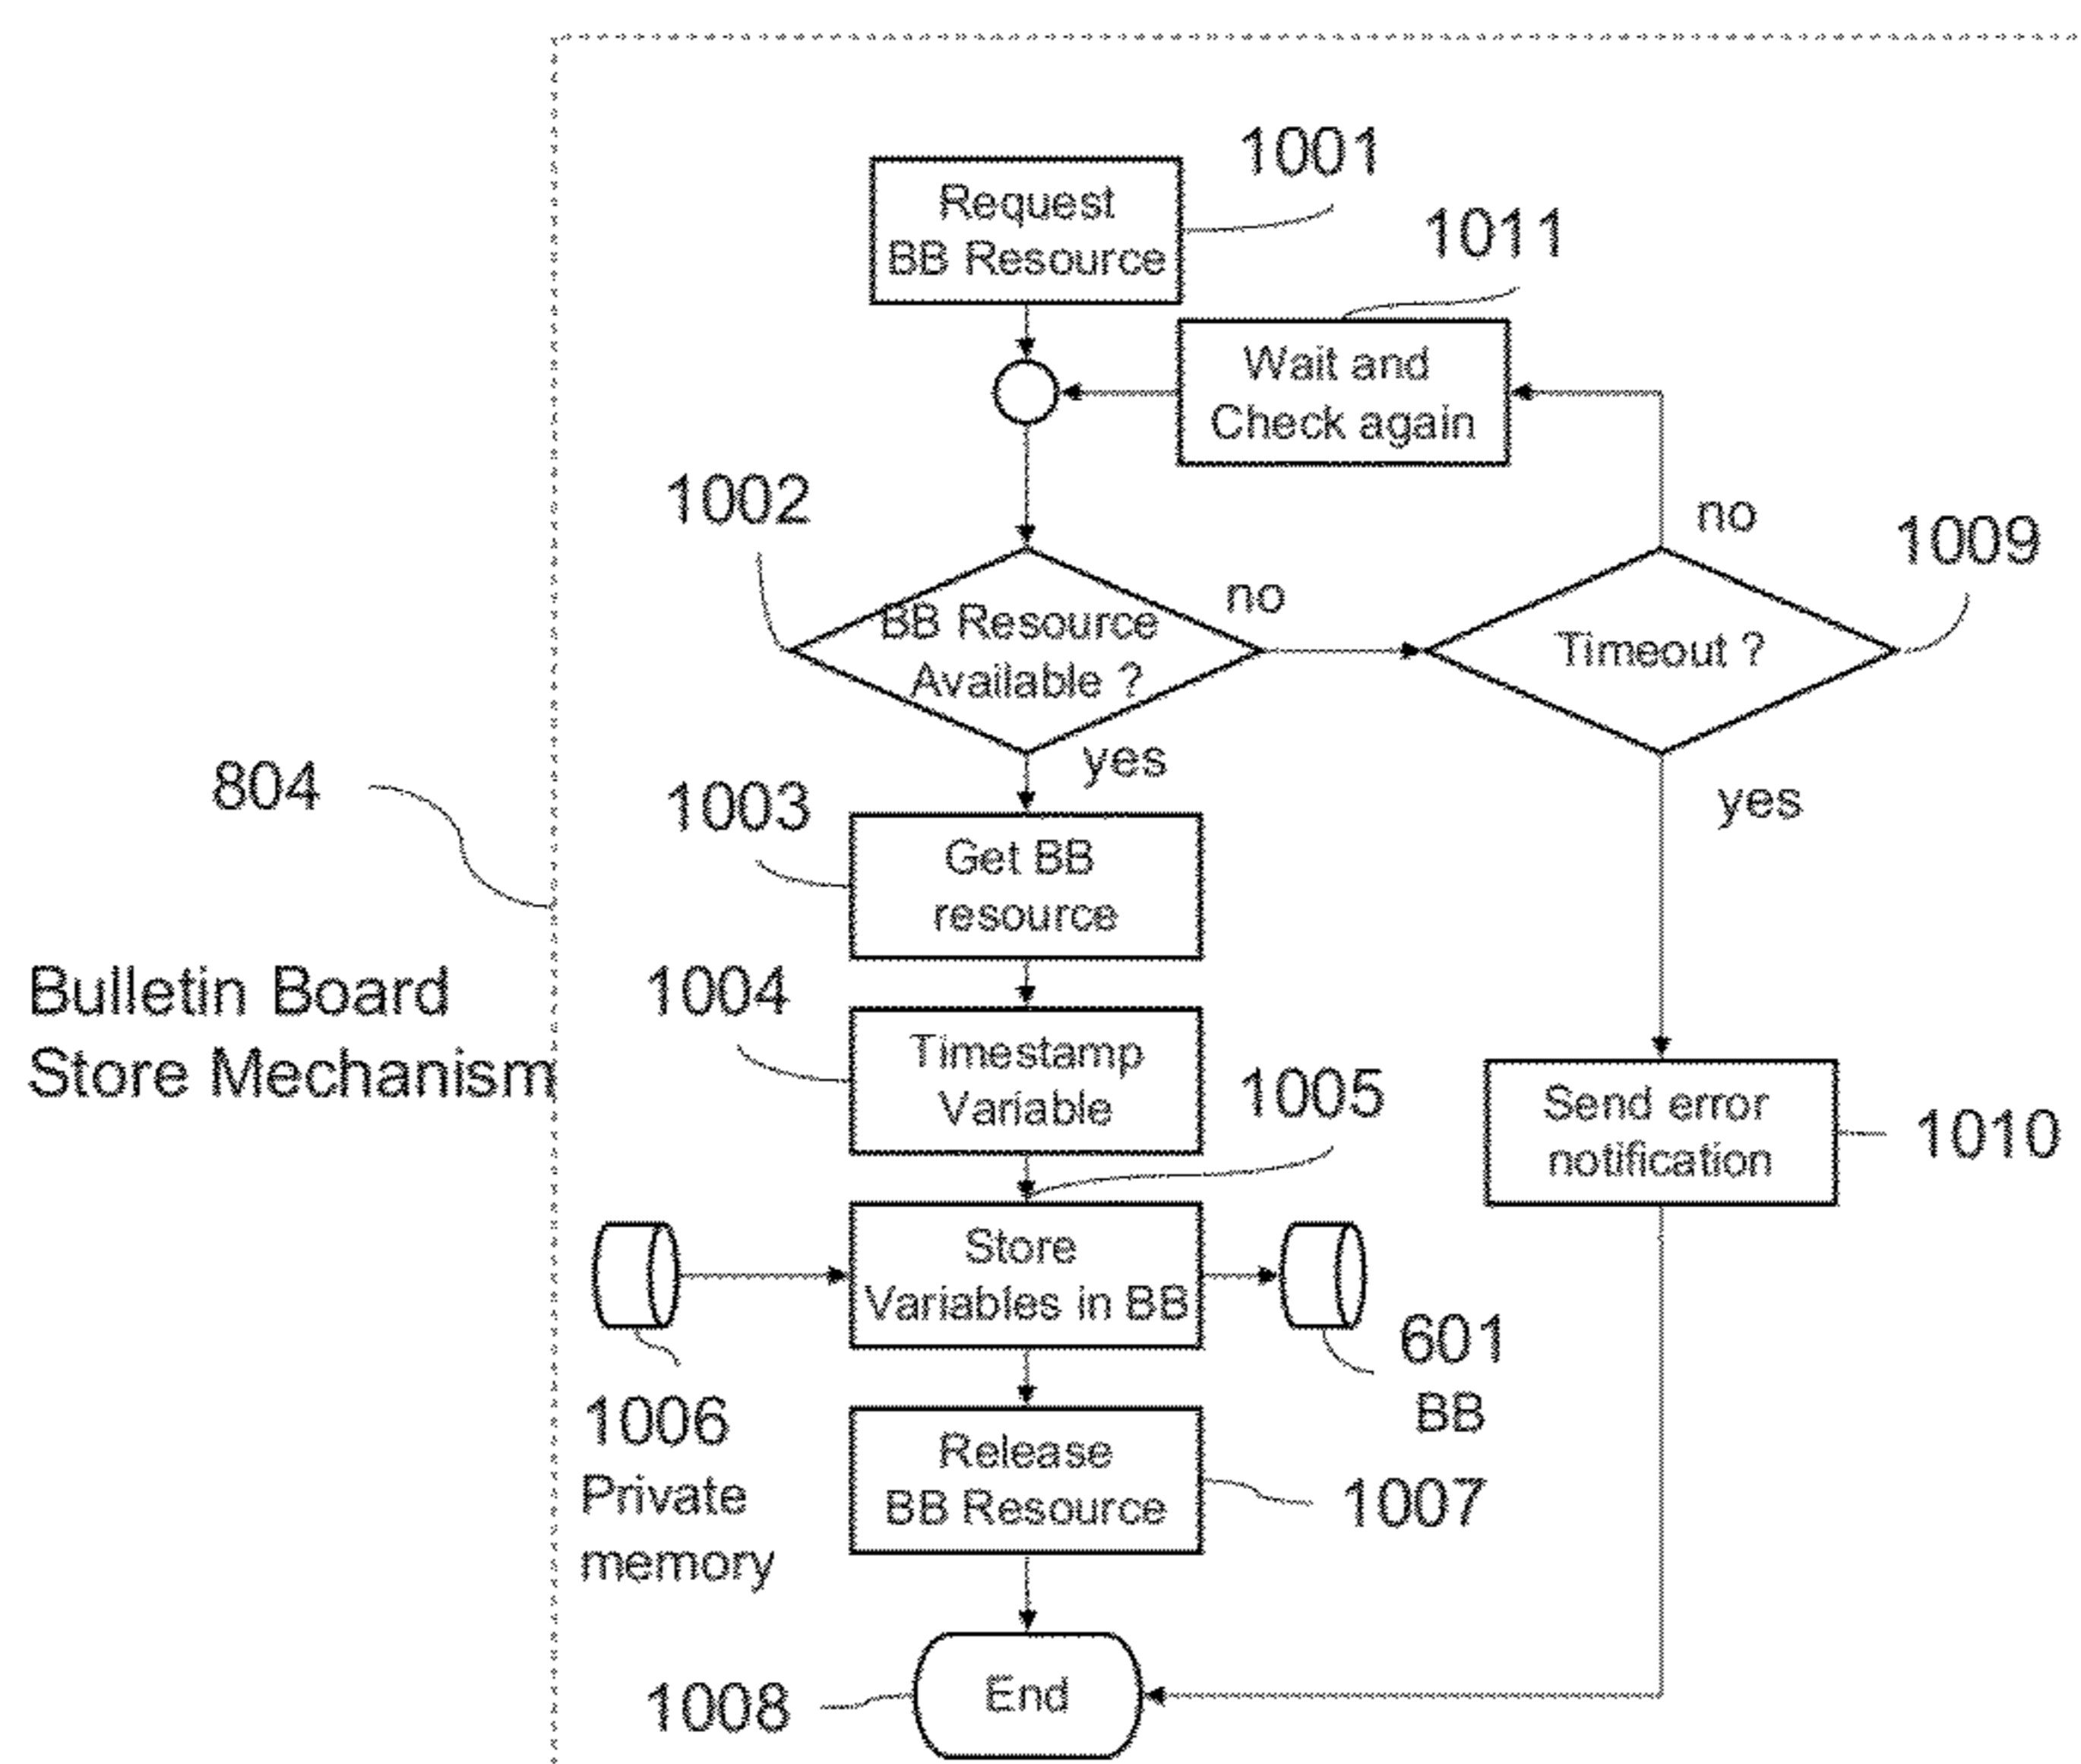 1001
Request
BB Resource
1011
Wait and
Check again
1002
no
1009
BB Resource
Available ?
no
Timeout ?
yes
yes
804
1003
Get BB
resource
Bulletin Board
Store Mechanism
1004
Timestamp
Variable
1005
Send error
notification
1010
Store
Variables in BB
601
BB
1006
Private
memory
Release
BB Resource
1007
1008
End